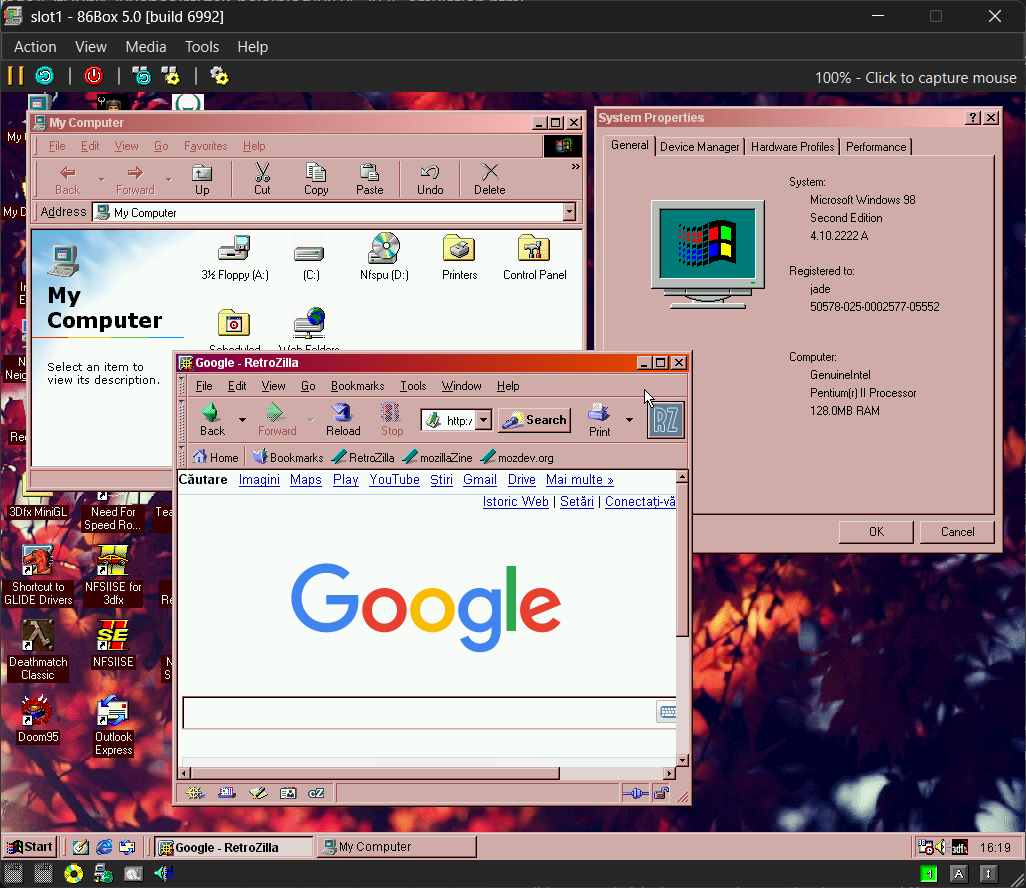 slot1 - 86Box 5.0 [build 6992]
Action View Media Tools Help
100% - Click to capture mouse
My Computer
File Edit View Go Favorites Help
Back Forward Up Cut Copy Paste Undo Delete
Address My Computer
3½ Floppy (A:) (C:) Nfspu (D:) Printers Control Panel
My Computer
Select an item to
view its description.
System Properties
General Device Manager Hardware Profiles Performance
System:
Microsoft Windows 98
Second Edition
4.10.2222 A
Registered to:
jade
50578-025-0002577-05552
Computer:
GenuineIntel
Pentium(r) II Processor
128.0MB RAM
OK Cancel
Google - RetroZilla
File Edit View Go Bookmarks Tools Window Help
Back Forward Reload Stop http:/ Search Print RZ
Home Bookmarks RetroZilla mozillaZine mozdev.org
Căutare Imagini Maps Play YouTube Știri Gmail Drive Mai multe »
Istoric Web | Setări | Conectați-vă
Google
cZ
3Dfx MiniGL
Need For
Speed Ro...
Shortcut to
GLIDE Drivers
NFSIISE for
3dfx
Deathmatch
Classic
SE
NFSIISE
Doom95
Outlook
Express
Start Google - RetroZilla My Computer 3dfx 16:19
1 A